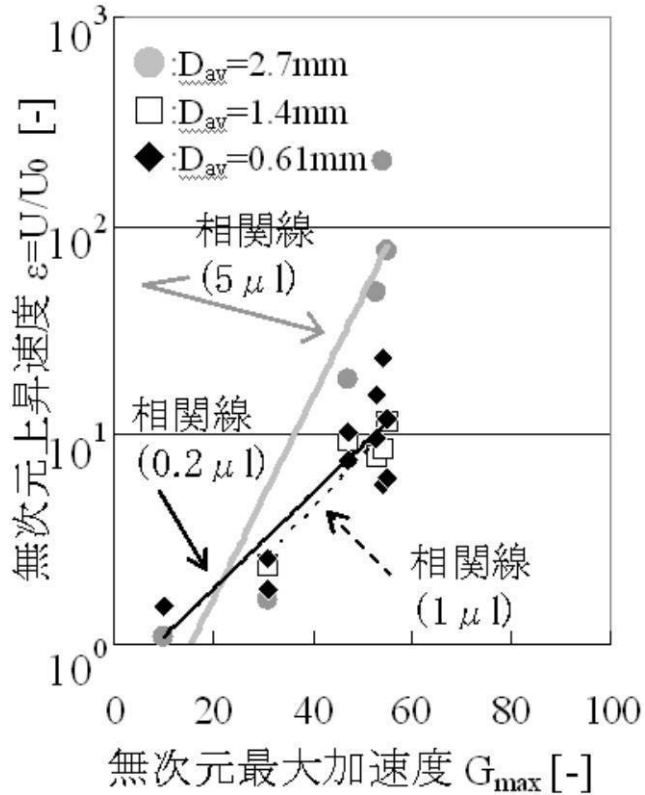 10³
:Dav=2.7mm
:Dav=1.4mm
:Dav=0.61mm
10²
相関線
(5μl)
10¹
相関線
(0.2μl)
相関線
(1μl)
10⁰
0 20 40 60 80 100
無次元最大加速度 Gmax [-]
無次元上昇速度 ε=U/U₀ [-]